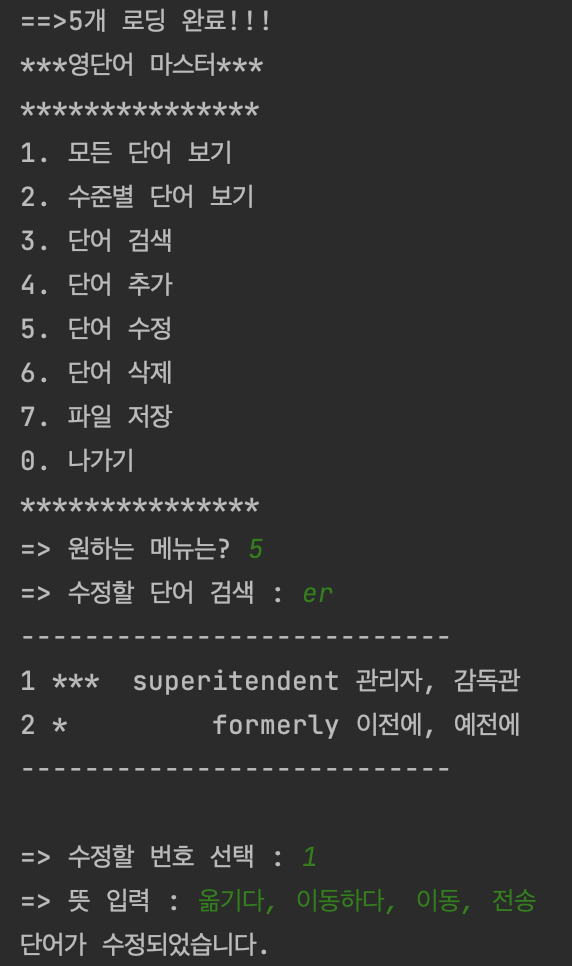 ==>5개 로딩 완료!!!
***영단어 마스터***
***************
1. 모든 단어 보기
2. 수준별 단어 보기
3. 단어 검색
4. 단어 추가
5. 단어 수정
6. 단어 삭제
7. 파일 저장
0. 나가기
***************
=> 원하는 메뉴는? 5
=> 수정할 단어 검색 : er
---------------------------
1 ***  superitendent 관리자, 감독관
2 *         formerly 이전에, 예전에
---------------------------
=> 수정할 번호 선택 : 1
=> 뜻 입력 : 옮기다, 이동하다, 이동, 전송
단어가 수정되었습니다.